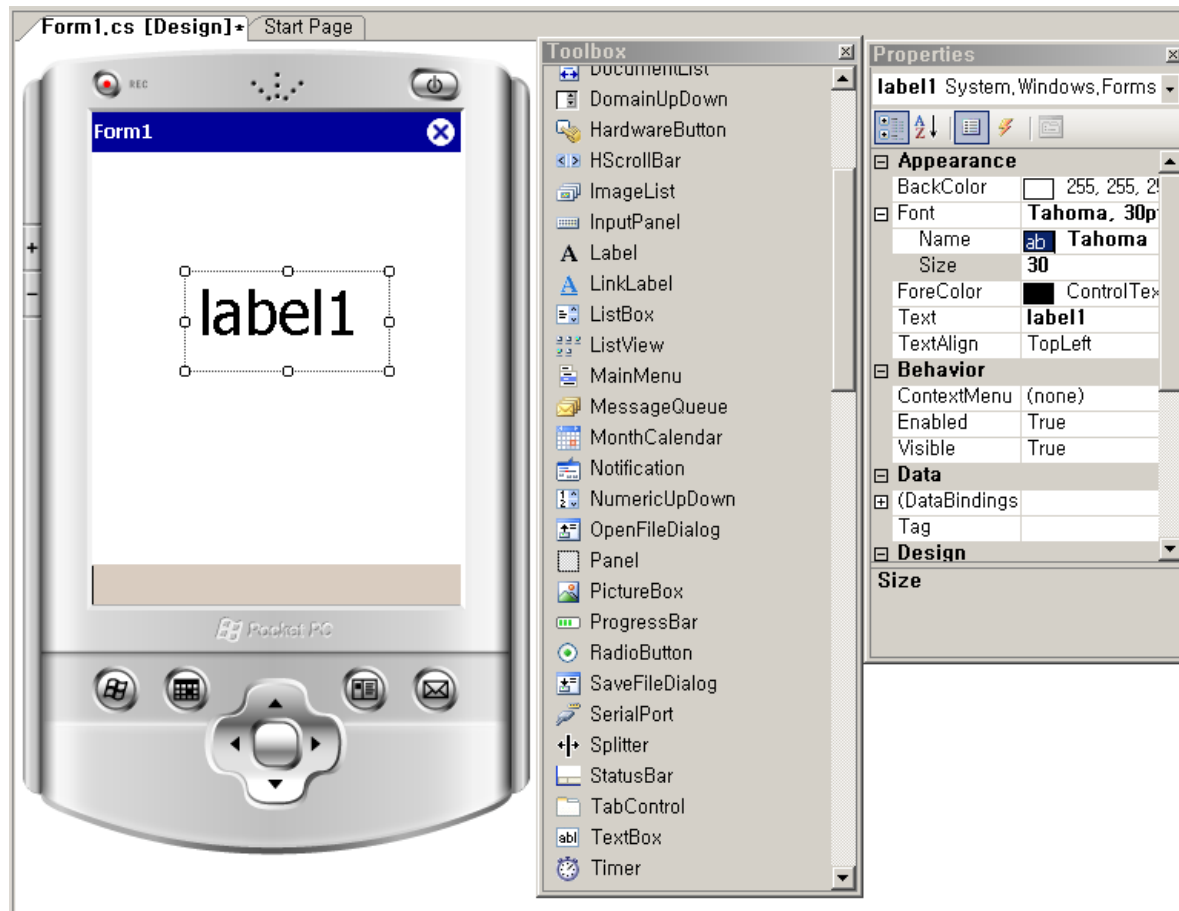 Form1.cs [Design]* Start Page
REC
Form1
label1
Pocket PC
Toolbox
DocumentList
DomainUpDown
HardwareButton
HScrollBar
ImageList
InputPanel
Label
LinkLabel
ListBox
ListView
MainMenu
MessageQueue
MonthCalendar
Notification
NumericUpDown
OpenFileDialog
Panel
PictureBox
ProgressBar
RadioButton
SaveFileDialog
SerialPort
Splitter
StatusBar
TabControl
TextBox
Timer
Properties
label1 System.Windows.Forms
Appearance
BackColor 255, 255, 2
Font Tahoma, 30p
Name ab Tahoma
Size 30
ForeColor ControlTex
Text label1
TextAlign TopLeft
Behavior
ContextMenu (none)
Enabled True
Visible True
Data
(DataBindings
Tag
Design
Size